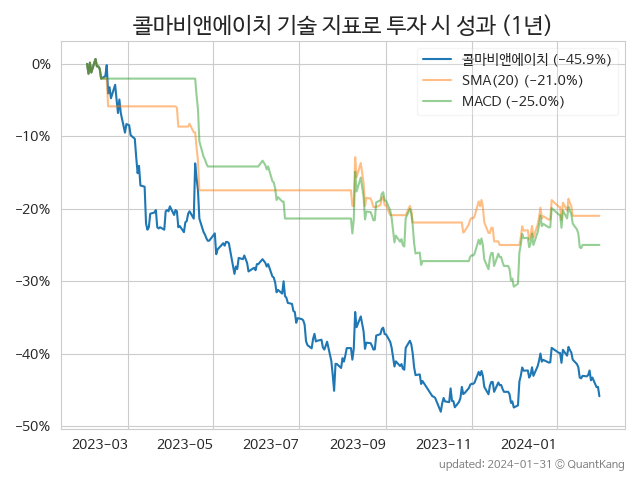 콜마비앤에이치 기술 지표로 투자 시 성과 (1년)
콜마비앤에이치 (−45.9%)
SMA(20) (−21.0%)
MACD (−25.0%)
0%
−10%
−20%
−30%
−40%
−50%
2023-03 2023-05 2023-07 2023-09 2023-11 2024-01
updated: 2024-01-31 © QuantKang